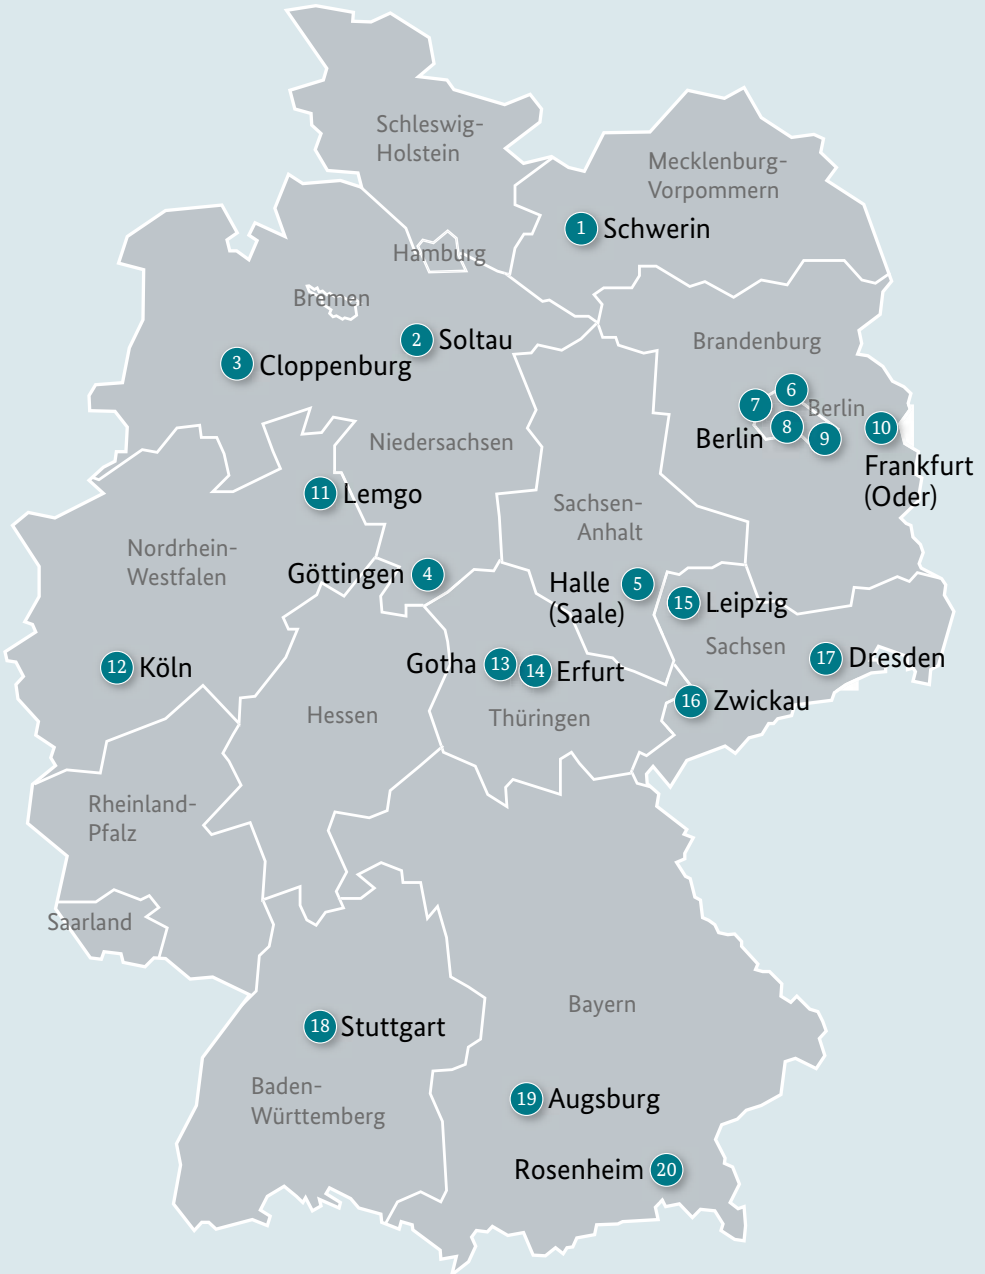 Schleswig-
Holstein
Mecklenburg-
Vorpommern
1 Schwerin
Hamburg
Bremen
2 Soltau
3 Cloppenburg
Brandenburg
6
7
Berlin
8
Berlin
9
10
Frankfurt
(Oder)
Niedersachsen
11 Lemgo
Sachsen-
Anhalt
Nordrhein-
Westfalen
Göttingen 4
Halle
(Saale)
5
15 Leipzig
Sachsen
12 Köln
Gotha 13
14 Erfurt
17 Dresden
16 Zwickau
Hessen
Thüringen
Rheinland-
Pfalz
Saarland
Bayern
18 Stuttgart
Baden-
Württemberg
19 Augsburg
Rosenheim 20